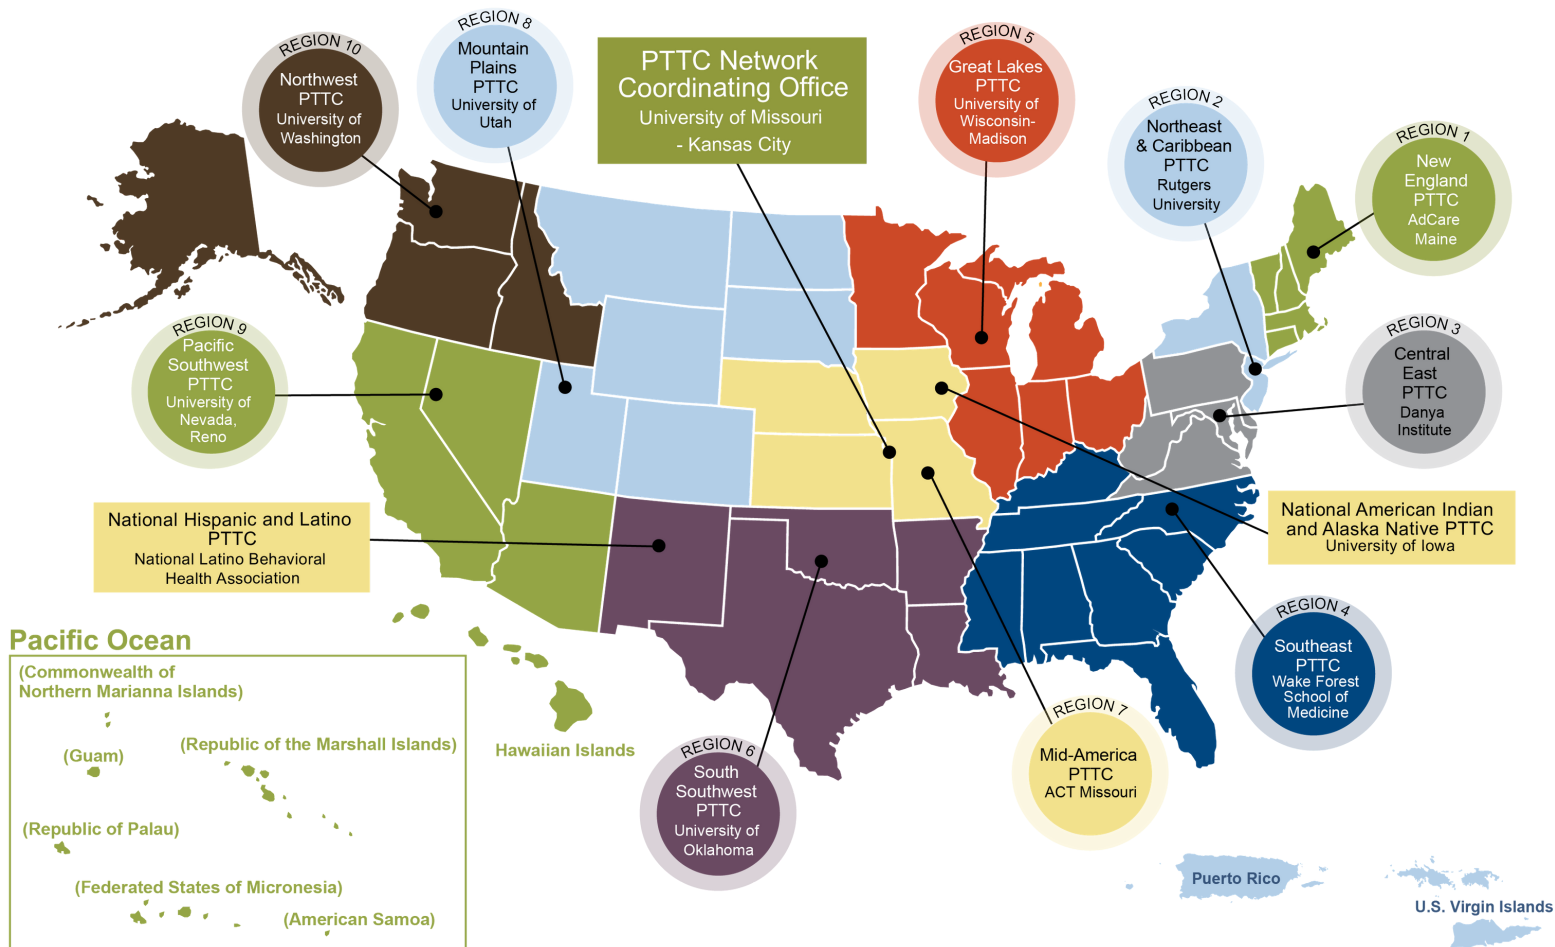 REGION 10
Northwest
PTTC
University of
Washington
REGION 8
Mountain
Plains
PTTC
University of
Utah
PTTC Network
Coordinating Office
University of Missouri
- Kansas City
REGION 5
Great Lakes
PTTC
University of
Wisconsin-
Madison
REGION 2
Northeast
& Caribbean
PTTC
Rutgers
University
REGION 1
New
England
PTTC
AdCare
Maine
REGION 9
Pacific
Southwest
PTTC
University of
Nevada,
Reno
REGION 3
Central
East
PTTC
Danya
Institute
National Hispanic and Latino
PTTC
National Latino Behavioral
Health Association
National American Indian
and Alaska Native PTTC
University of Iowa
REGION 4
Southeast
PTTC
Wake Forest
School of
Medicine
REGION 7
Mid-America
PTTC
ACT Missouri
REGION 6
South
Southwest
PTTC
University of
Oklahoma
Pacific Ocean
(Commonwealth of
Northern Marianna Islands)
(Guam)
(Republic of the Marshall Islands)
(Republic of Palau)
(Federated States of Micronesia)
(American Samoa)
Hawaiian Islands
Puerto Rico
U.S. Virgin Islands